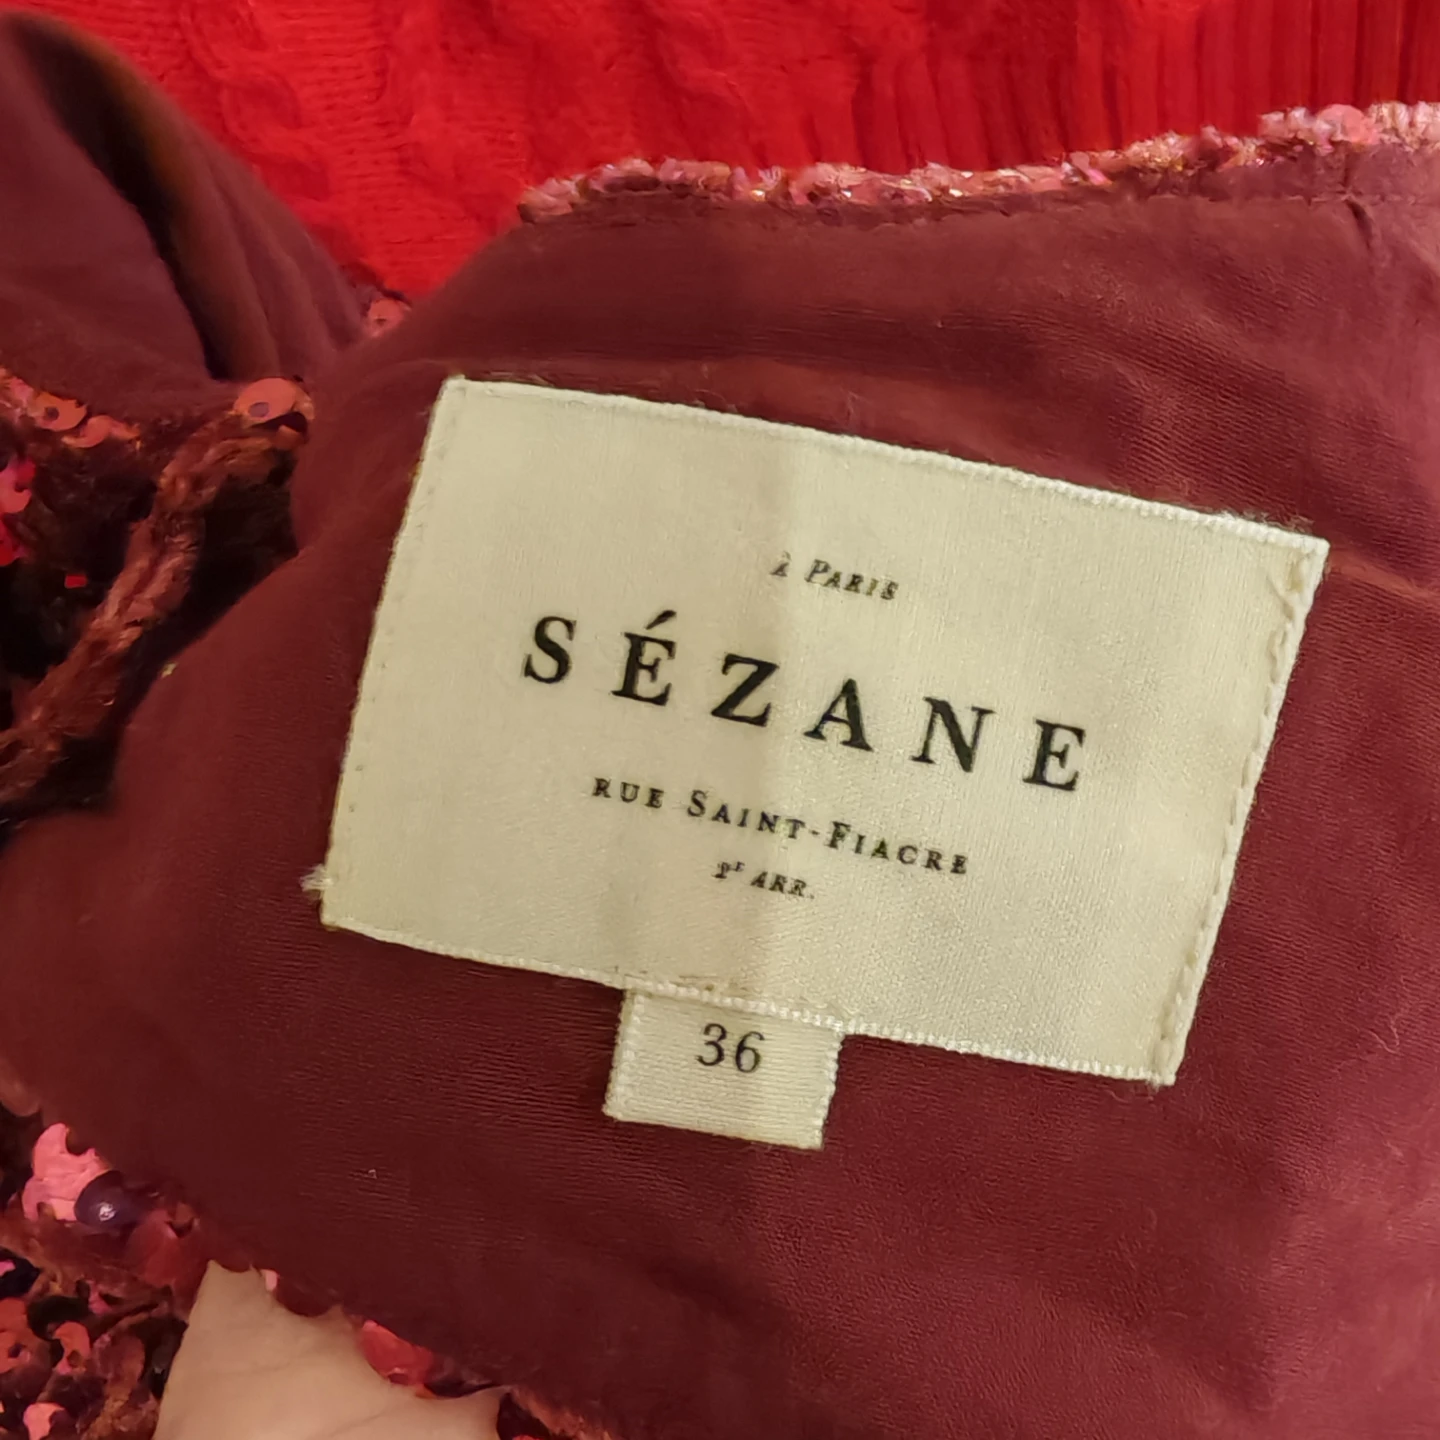 à PARIS
SÉZANE
RUE SAINT-FIACRE
2E ARR.
36